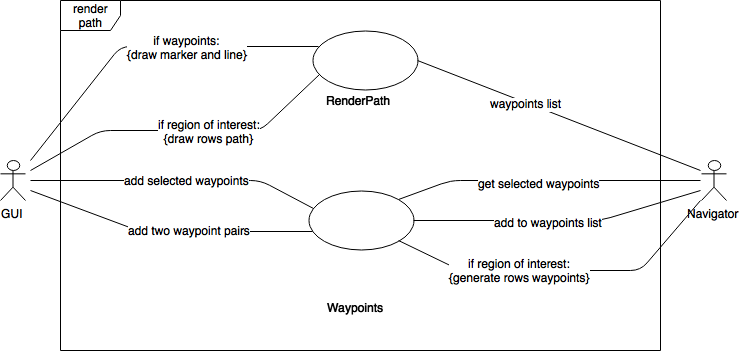 render
path
if waypoints:
{draw marker and line}
RenderPath
waypoints list
if region of interest:
{draw rows path}
add selected waypoints
get selected waypoints
GUI
Navigator
add to waypoints list
add two waypoint pairs
if region of interest:
{generate rows waypoints}
Waypoints